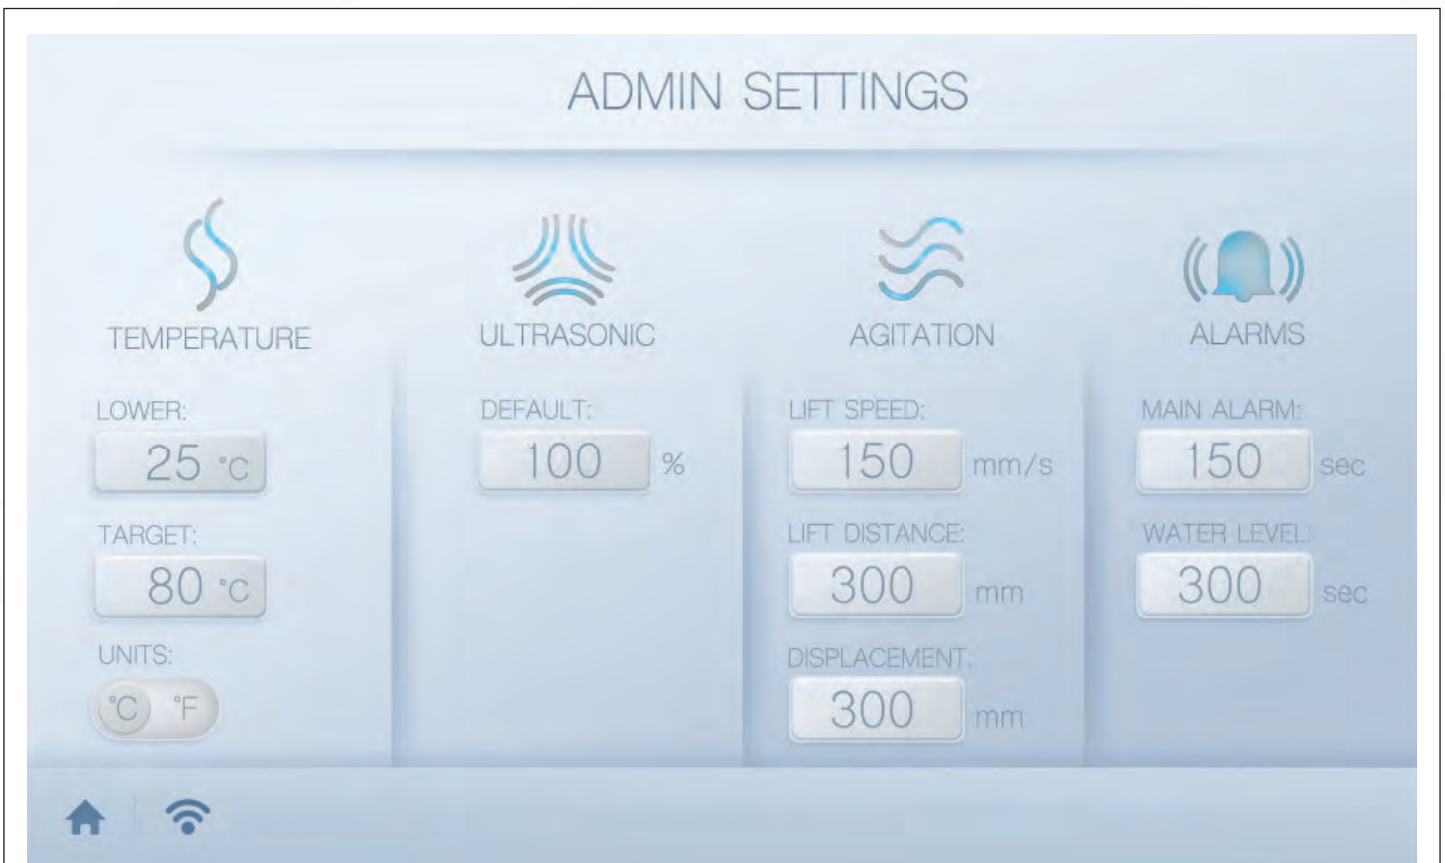 ADMIN SETTINGS
TEMPERATURE
LOWER:
25 °C
TARGET:
80 °C
UNITS:
°C °F
ULTRASONIC
DEFAULT:
100 %
AGITATION
LIFT SPEED:
150 mm/s
LIFT DISTANCE:
300 mm
DISPLACEMENT:
300 mm
ALARMS
MAIN ALARM:
150 sec
WATER LEVEL:
300 sec